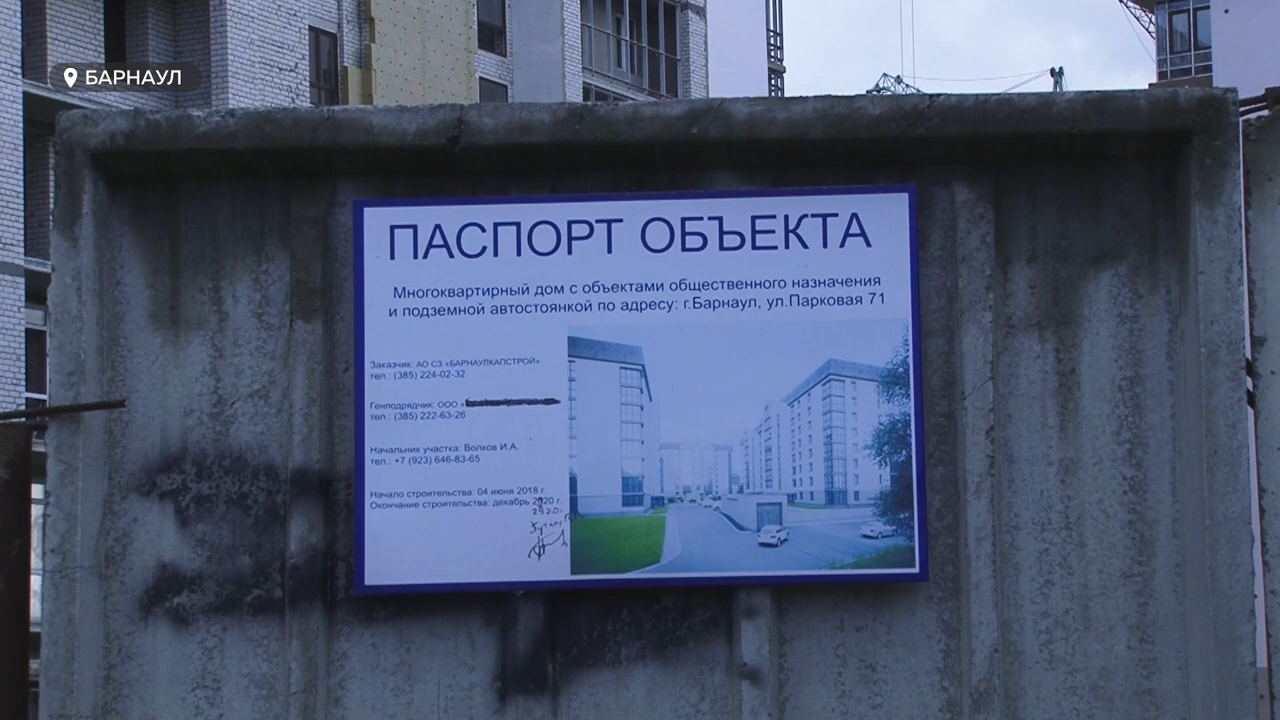 БАРНАУЛ
ПАСПОРТ ОБЪЕКТА
Многоквартирный дом с объектами общественного назначения
и подземной автостоянкой по адресу: г.Барнаул, ул.Парковая 71
Заказчик: АО СЗ «БАРНАУЛКАПСТРОЙ»
тел.: (385) 224-02-32
Генподрядчик: ООО «
тел.: (385) 222-63-26
Начальник участка: Волков И.А.
тел.: +7 (923) 646-83-65
Начало строительства: 04 июня 2018 г.
Окончание строительства: декабрь 2020 г.